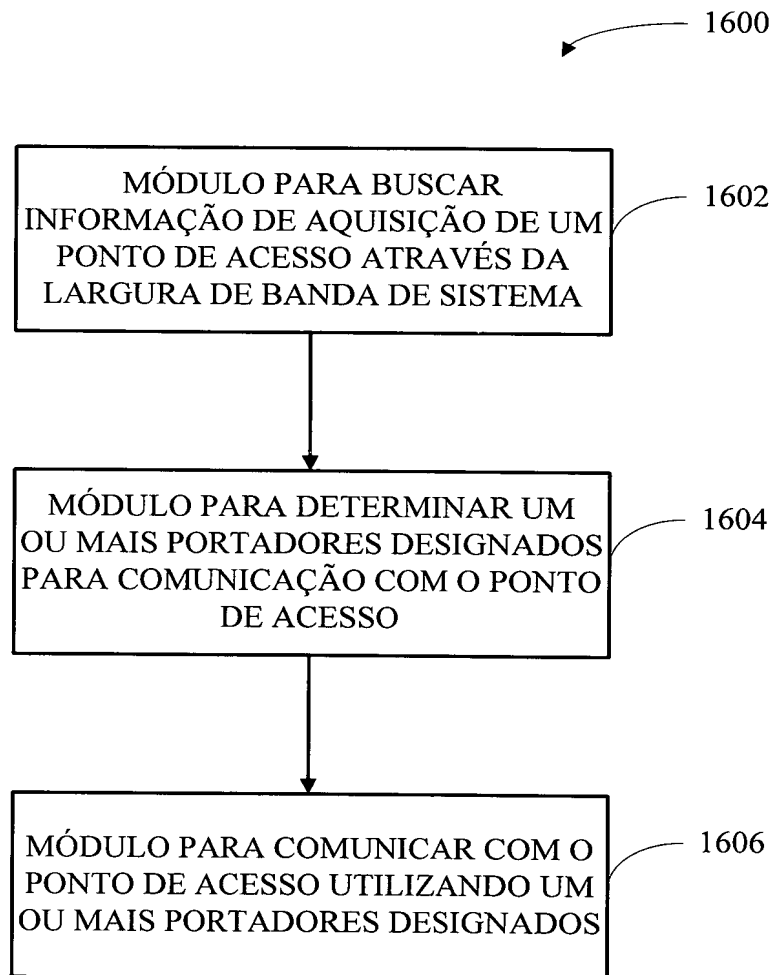 1600
MÓDULO PARA BUSCAR
INFORMAÇÃO DE AQUISIÇÃO DE UM
PONTO DE ACESSO ATRAVÉS DA
LARGURA DE BANDA DE SISTEMA
1602
MÓDULO PARA DETERMINAR UM
OU MAIS PORTADORES DESIGNADOS
PARA COMUNICAÇÃO COM O PONTO
DE ACESSO
1604
MÓDULO PARA COMUNICAR COM O
PONTO DE ACESSO UTILIZANDO UM
OU MAIS PORTADORES DESIGNADOS
1606